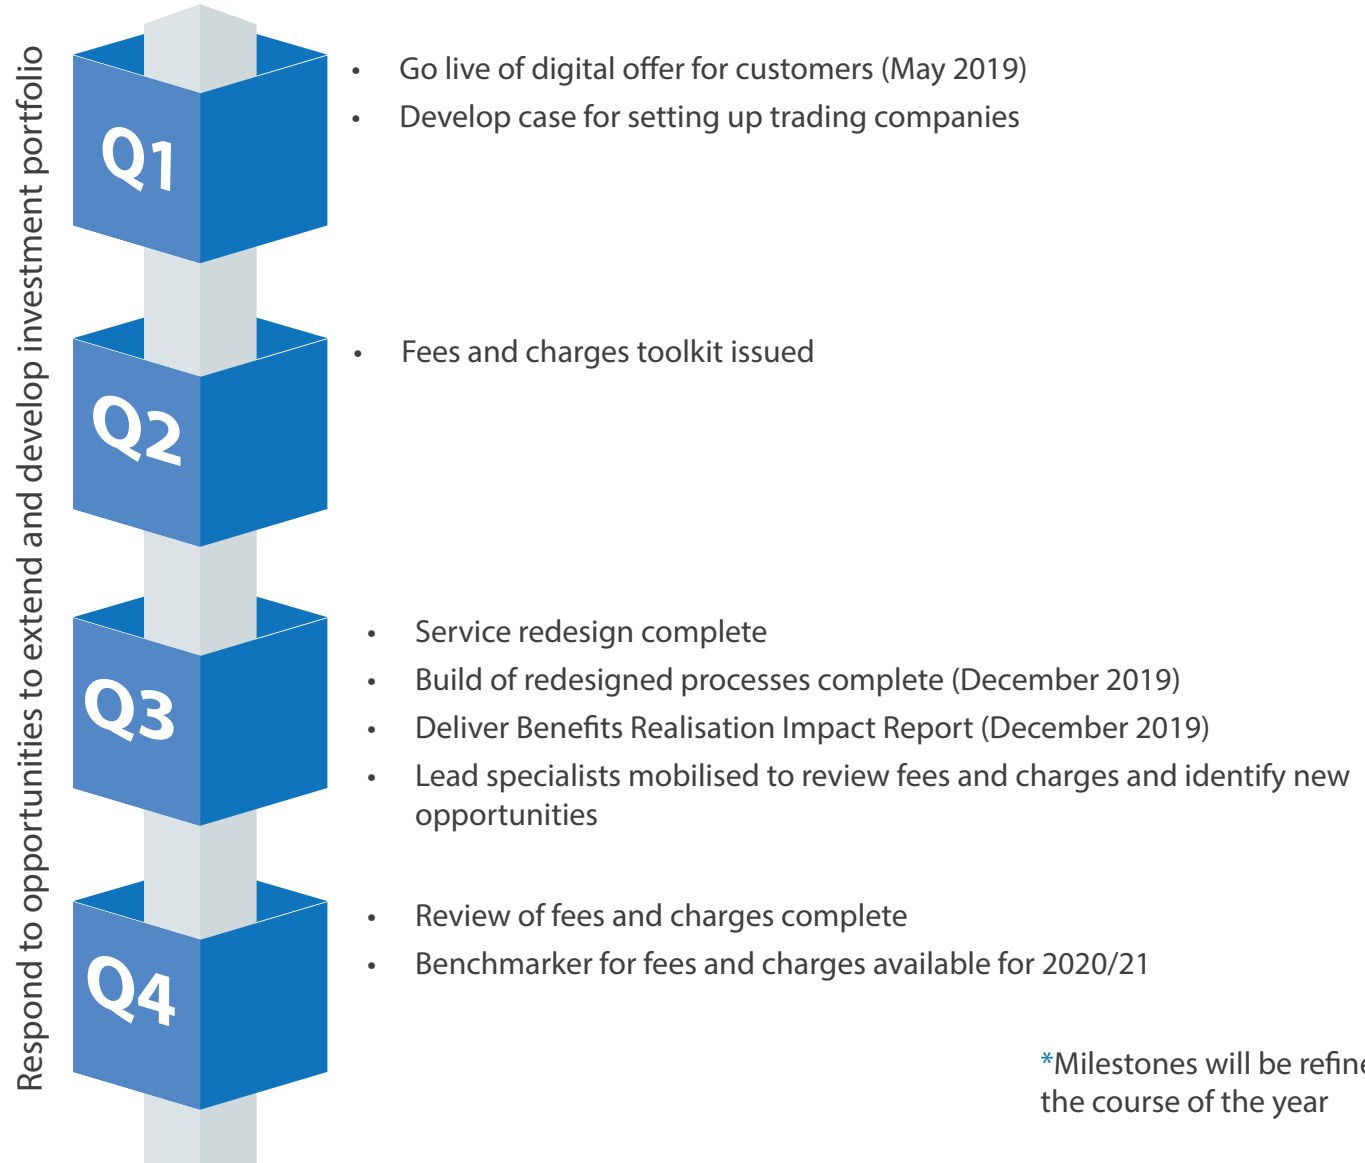 Respond to opportunities to extend and develop investment portfolio
Q1
• Go live of digital offer for customers (May 2019)
• Develop case for setting up trading companies
Q2
• Fees and charges toolkit issued
Q3
• Service redesign complete
• Build of redesigned processes complete (December 2019)
• Deliver Benefits Realisation Impact Report (December 2019)
• Lead specialists mobilised to review fees and charges and identify new
opportunities
Q4
• Review of fees and charges complete
• Benchmarker for fees and charges available for 2020/21
*Milestones will be refine
the course of the year